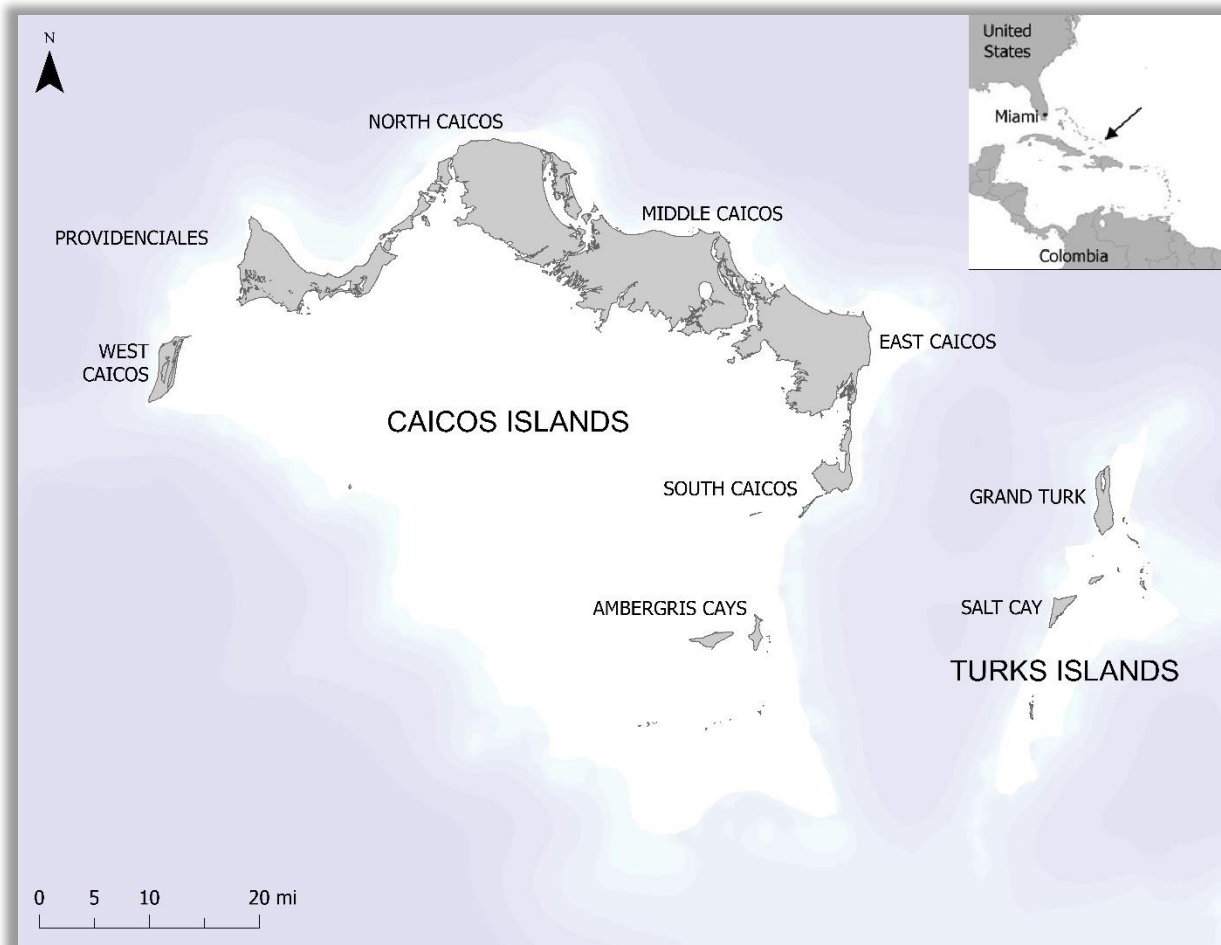 N
United
States
Miami
Colombia
NORTH CAICOS
MIDDLE CAICOS
PROVIDENCIALES
WEST
CAICOS
EAST CAICOS
CAICOS ISLANDS
SOUTH CAICOS
GRAND TURK
AMBERGRIS CAYS
SALT CAY
TURKS ISLANDS
0 5 10 20 mi